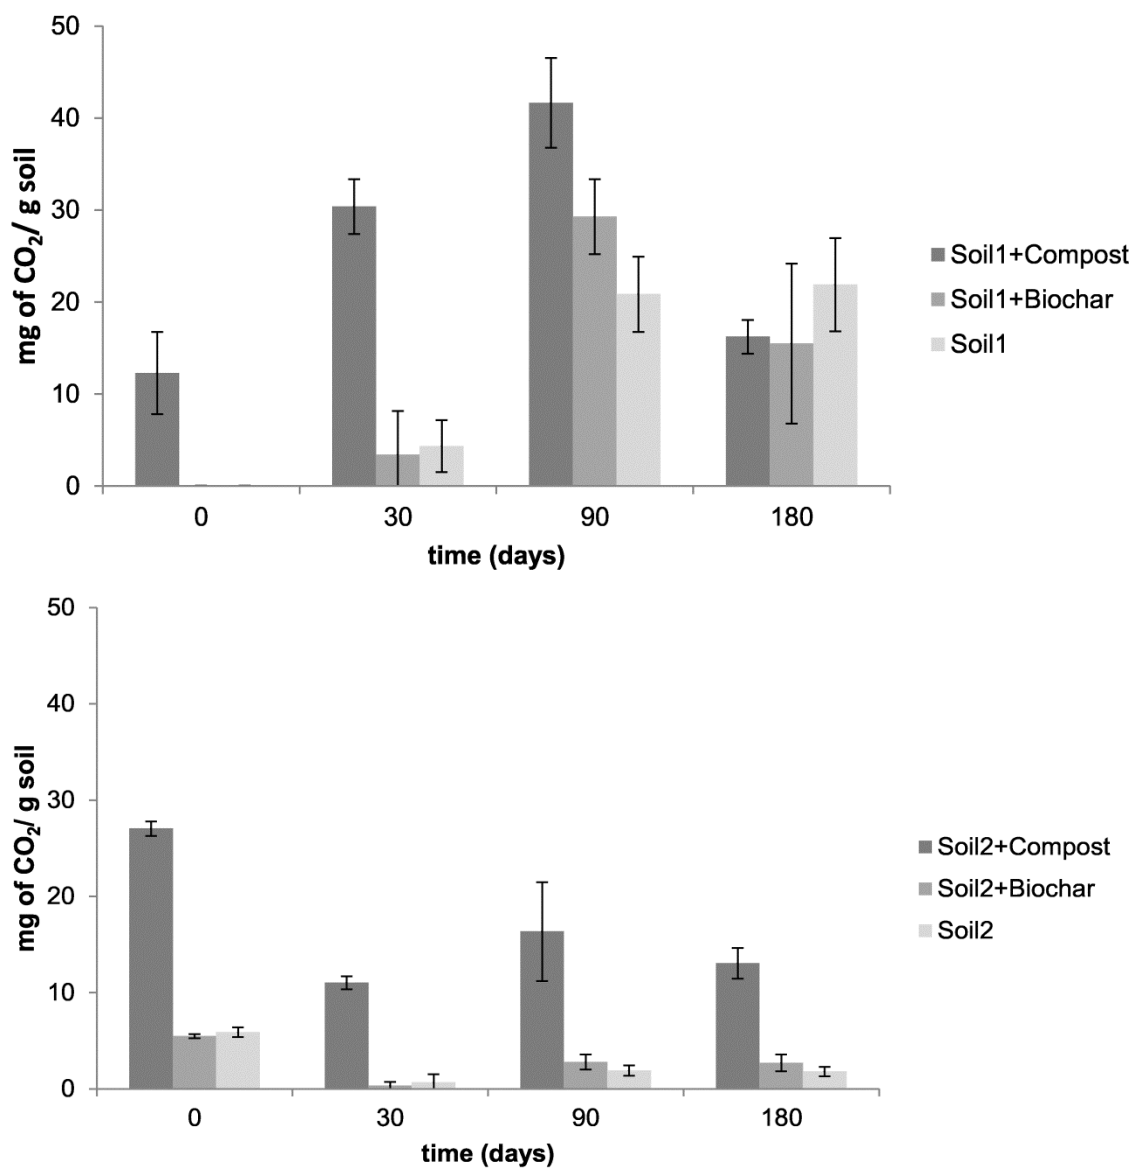 50
40
30
20
10
0
mg of CO₂/ g soil
0 30 90 180
time (days)
Soil1+Compost
Soil1+Biochar
Soil1
50
40
30
20
10
0
mg of CO₂/ g soil
0 30 90 180
time (days)
Soil2+Compost
Soil2+Biochar
Soil2